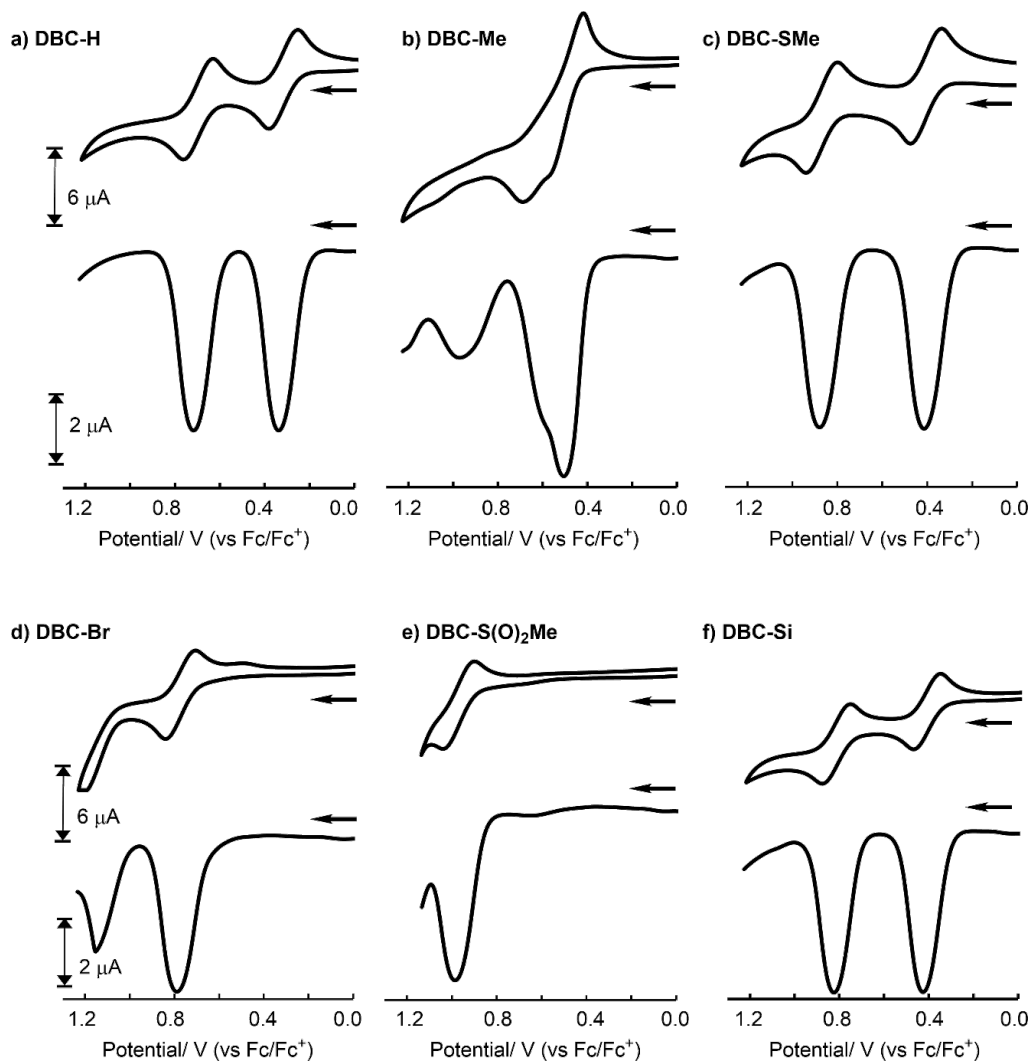 a) DBC-H
b) DBC-Me
c) DBC-SMe
6 μA
2 μA
1.2 0.8 0.4 0.0
1.2 0.8 0.4 0.0
1.2 0.8 0.4 0.0
Potential/ V (vs Fc/Fc⁺)
Potential/ V (vs Fc/Fc⁺)
Potential/ V (vs Fc/Fc⁺)
d) DBC-Br
e) DBC-S(O)₂Me
f) DBC-Si
6 μA
2 μA
1.2 0.8 0.4 0.0
1.2 0.8 0.4 0.0
1.2 0.8 0.4 0.0
Potential/ V (vs Fc/Fc⁺)
Potential/ V (vs Fc/Fc⁺)
Potential/ V (vs Fc/Fc⁺)